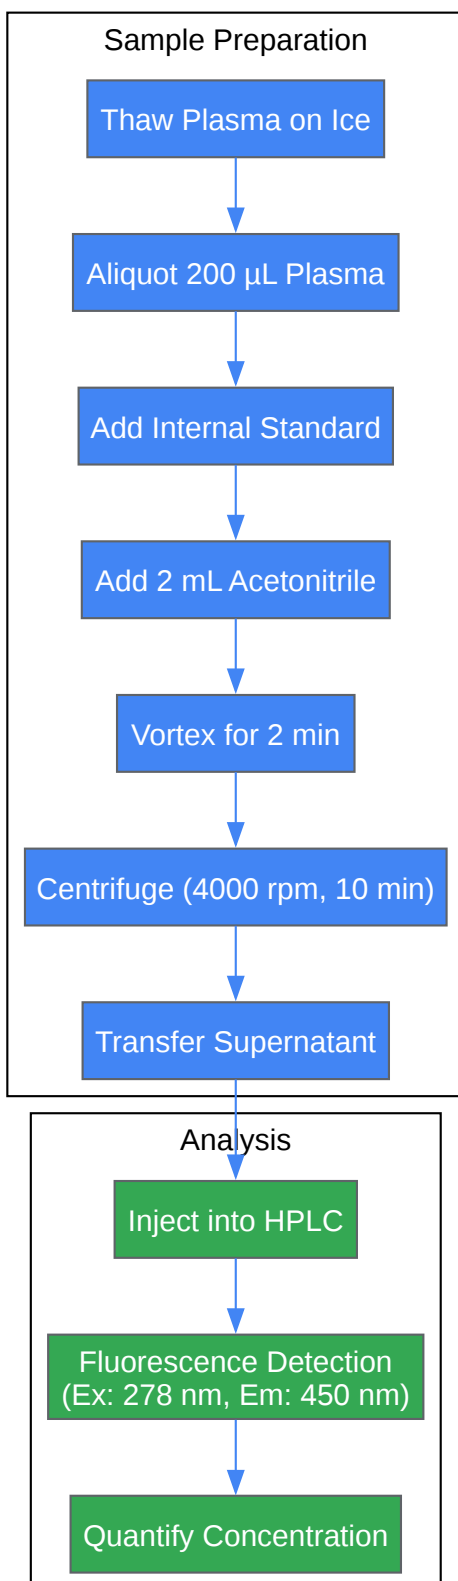 Sample Preparation
Thaw Plasma on Ice
Aliquot 200 µL Plasma
Add Internal Standard
Add 2 mL Acetonitrile
Vortex for 2 min
Centrifuge (4000 rpm, 10 min)
Transfer Supernatant
Analysis
Inject into HPLC
Fluorescence Detection
(Ex: 278 nm, Em: 450 nm)
Quantify Concentration